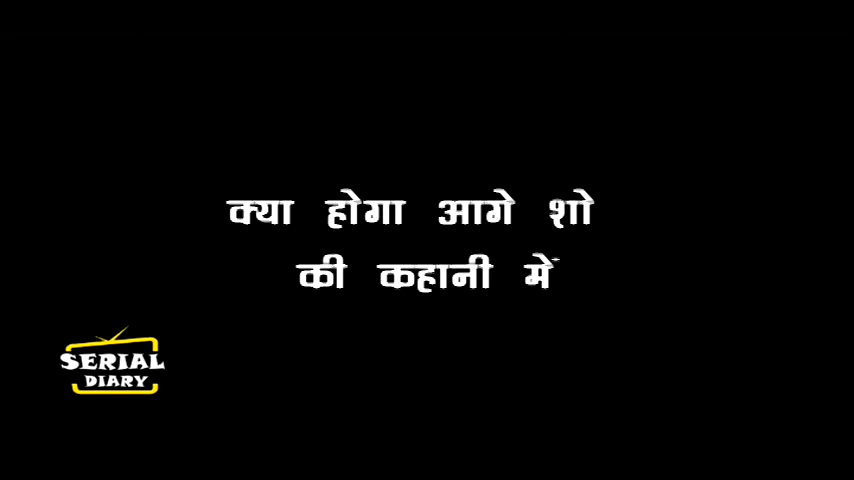 क्या होगा आगे शो
की कहानी में
SERIAL
DIARY